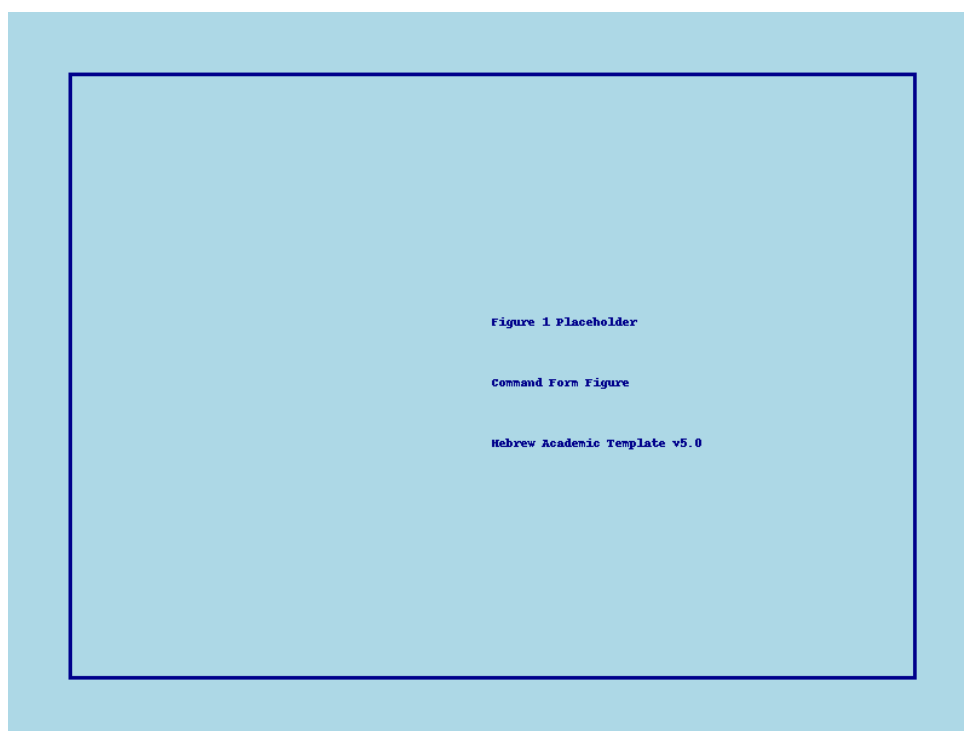 Figure 1 Placeholder
Command Form Figure
Hebrew Academic Template v5.0